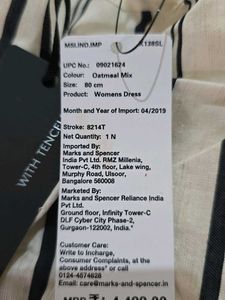 MSLIND.IMP K138SL
UPC No.: 09021624
Colour: Oatmeal Mix
Size: 80 cm
Product: Womens Dress
Month and Year of Import: 04/2019
Stroke: 8214T
Net Quantity: 1 N
Imported By:
Marks and Spencer
India Pvt Ltd. RMZ Millenia,
Tower-C, 4th floor, Lake wing,
Murphy Road, Ulsoor,
Bangalore 560008
Marketed By:
Marks and Spencer Reliance India
Pvt Ltd.
Ground floor, Infinity Tower-C
DLF Cyber City Phase-2,
Gurgaon-122002, India.*
Customer Care:
Write to Incharge,
Consumer Complaints, at the
above address* or call
0124-4674628
Email: care@marks-and-spencer.in
WITH TENCEL